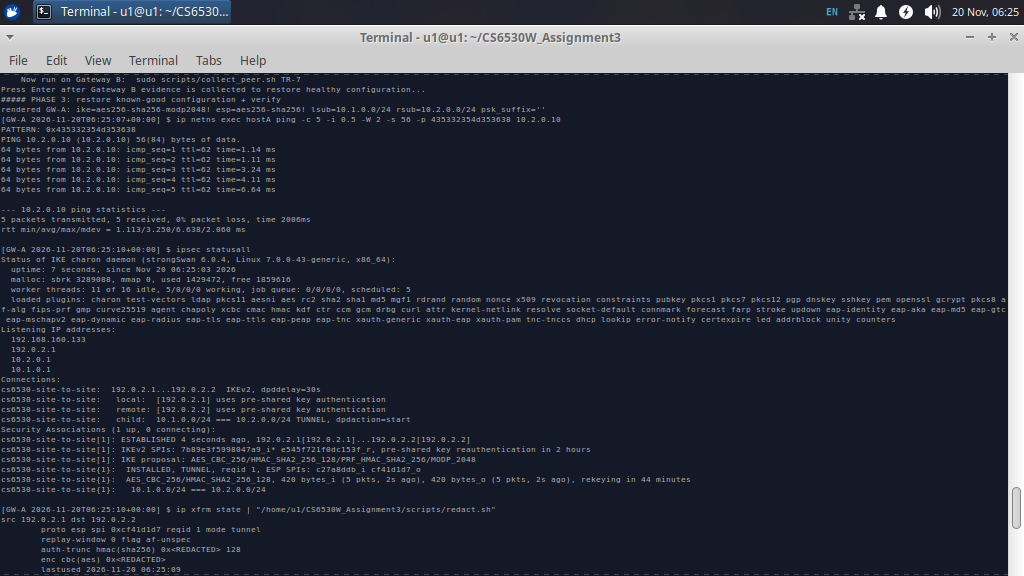 Terminal - u1@u1: ~/CS6530...
EN
20 Nov, 06:25
Terminal - u1@u1: ~/CS6530W_Assignment3
File Edit View Terminal Tabs Help
Now run on Gateway B:  sudo scripts/collect_peer.sh TR-7
Press Enter after Gateway B evidence is collected to restore healthy configuration...
##### PHASE 3: restore known-good configuration + verify
rendered GW-A: ike=aes256-sha256-modp2048! esp=aes256-sha256! lsub=10.1.0.0/24 rsub=10.2.0.0/24 psk_suffix=''
[GW-A 2026-11-20T06:25:07+00:00] $ ip netns exec hostA ping -c 5 -i 0.5 -W 2 -s 56 -p 435332354d353638 10.2.0.10
PATTERN: 0x435332354d353638
PING 10.2.0.10 (10.2.0.10) 56(84) bytes of data.
64 bytes from 10.2.0.10: icmp_seq=1 ttl=62 time=1.14 ms
64 bytes from 10.2.0.10: icmp_seq=2 ttl=62 time=1.11 ms
64 bytes from 10.2.0.10: icmp_seq=3 ttl=62 time=3.24 ms
64 bytes from 10.2.0.10: icmp_seq=4 ttl=62 time=4.11 ms
64 bytes from 10.2.0.10: icmp_seq=5 ttl=62 time=6.64 ms
--- 10.2.0.10 ping statistics ---
5 packets transmitted, 5 received, 0% packet loss, time 2006ms
rtt min/avg/max/mdev = 1.113/3.250/6.638/2.060 ms
[GW-A 2026-11-20T06:25:10+00:00] $ ipsec statusall
Status of IKE charon daemon (strongSwan 6.0.4, Linux 7.0.0-43-generic, x86_64):
  uptime: 7 seconds, since Nov 20 06:25:03 2026
  malloc: sbrk 3289088, mmap 0, used 1429472, free 1859616
  worker threads: 11 of 16 idle, 5/0/0/0 working, job queue: 0/0/0/0, scheduled: 5
  loaded plugins: charon test-vectors ldap pkcs11 aesni aes rc2 sha2 sha1 md5 mgf1 rdrand random nonce x509 revocation constraints pubkey pkcs1 pkcs7 pkcs12 pgp dnskey sshkey pem openssl gcrypt pkcs8 a
f-alg fips-prf gmp curve25519 agent chapoly xcbc cmac hmac kdf ctr ccm gcm drbg curl attr kernel-netlink resolve socket-default connmark forecast farp stroke updown eap-identity eap-aka eap-md5 eap-gtc
 eap-mschapv2 eap-dynamic eap-radius eap-tls eap-ttls eap-peap eap-tnc xauth-generic xauth-eap xauth-pam tnc-tnccs dhcp lookip error-notify certexpire led addrblock unity counters
Listening IP addresses:
  192.168.160.133
  192.0.2.1
  10.2.0.1
  10.1.0.1
Connections:
cs6530-site-to-site:  192.0.2.1...192.0.2.2  IKEv2, dpddelay=30s
cs6530-site-to-site:   local:  [192.0.2.1] uses pre-shared key authentication
cs6530-site-to-site:   remote: [192.0.2.2] uses pre-shared key authentication
cs6530-site-to-site:   child:  10.1.0.0/24 === 10.2.0.0/24 TUNNEL, dpdaction=start
Security Associations (1 up, 0 connecting):
cs6530-site-to-site[1]: ESTABLISHED 4 seconds ago, 192.0.2.1[192.0.2.1]...192.0.2.2[192.0.2.2]
cs6530-site-to-site[1]: IKEv2 SPIs: 7b89e3f5998047a9_i* e545f721f0dc153f_r, pre-shared key reauthentication in 2 hours
cs6530-site-to-site[1]: IKE proposal: AES_CBC_256/HMAC_SHA2_256_128/PRF_HMAC_SHA2_256/MODP_2048
cs6530-site-to-site{1}:  INSTALLED, TUNNEL, reqid 1, ESP SPIs: c27a8ddb_i cf41d1d7_o
cs6530-site-to-site{1}:  AES_CBC_256/HMAC_SHA2_256_128, 420 bytes_i (5 pkts, 2s ago), 420 bytes_o (5 pkts, 2s ago), rekeying in 44 minutes
cs6530-site-to-site{1}:   10.1.0.0/24 === 10.2.0.0/24
[GW-A 2026-11-20T06:25:10+00:00] $ ip xfrm state | "/home/u1/CS6530W_Assignment3/scripts/redact.sh"
src 192.0.2.1 dst 192.0.2.2
proto esp spi 0xcf41d1d7 reqid 1 mode tunnel
replay-window 0 flag af-unspec
auth-trunc hmac(sha256) 0x<REDACTED> 128
enc cbc(aes) 0x<REDACTED>
lastused 2026-11-20 06:25:09